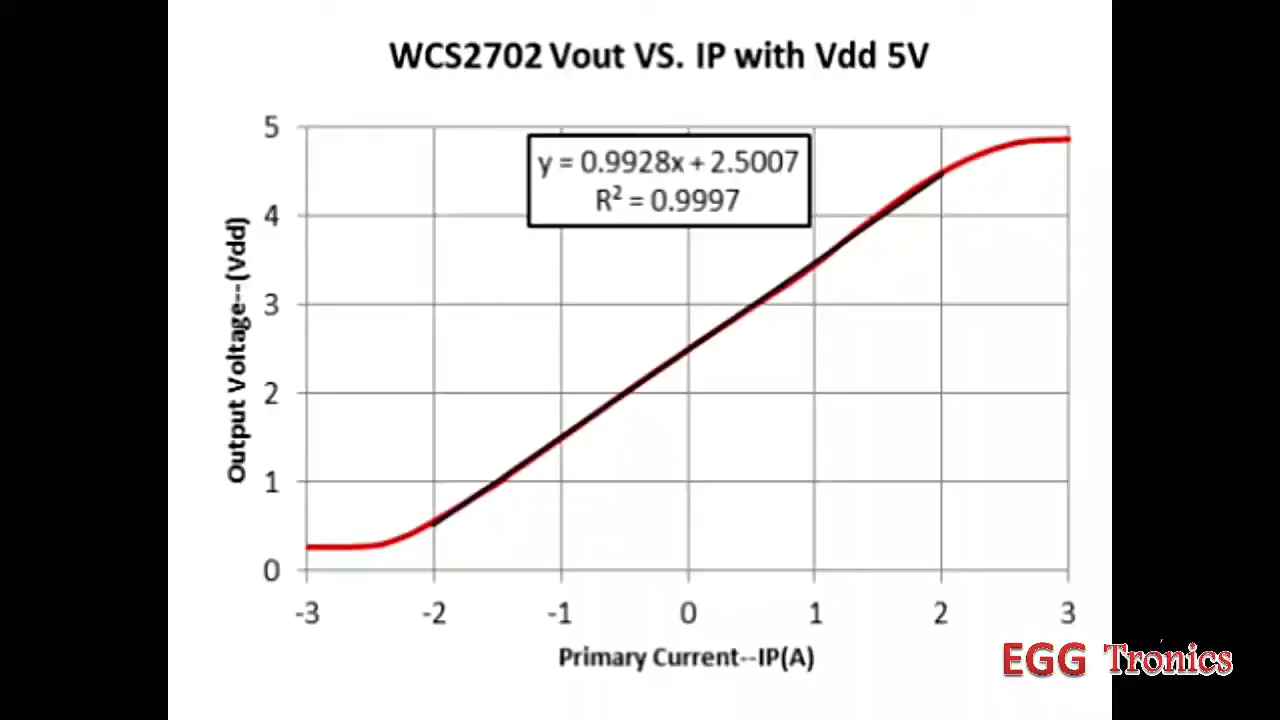 WCS2702 Vout VS. IP with Vdd 5V
y = 0.9928x + 2.5007
R² = 0.9997
Output Voltage--(Vdd)
5
4
3
2
1
0
-3 -2 -1 0 1 2 3
Primary Current--IP(A)
EGG Tronics